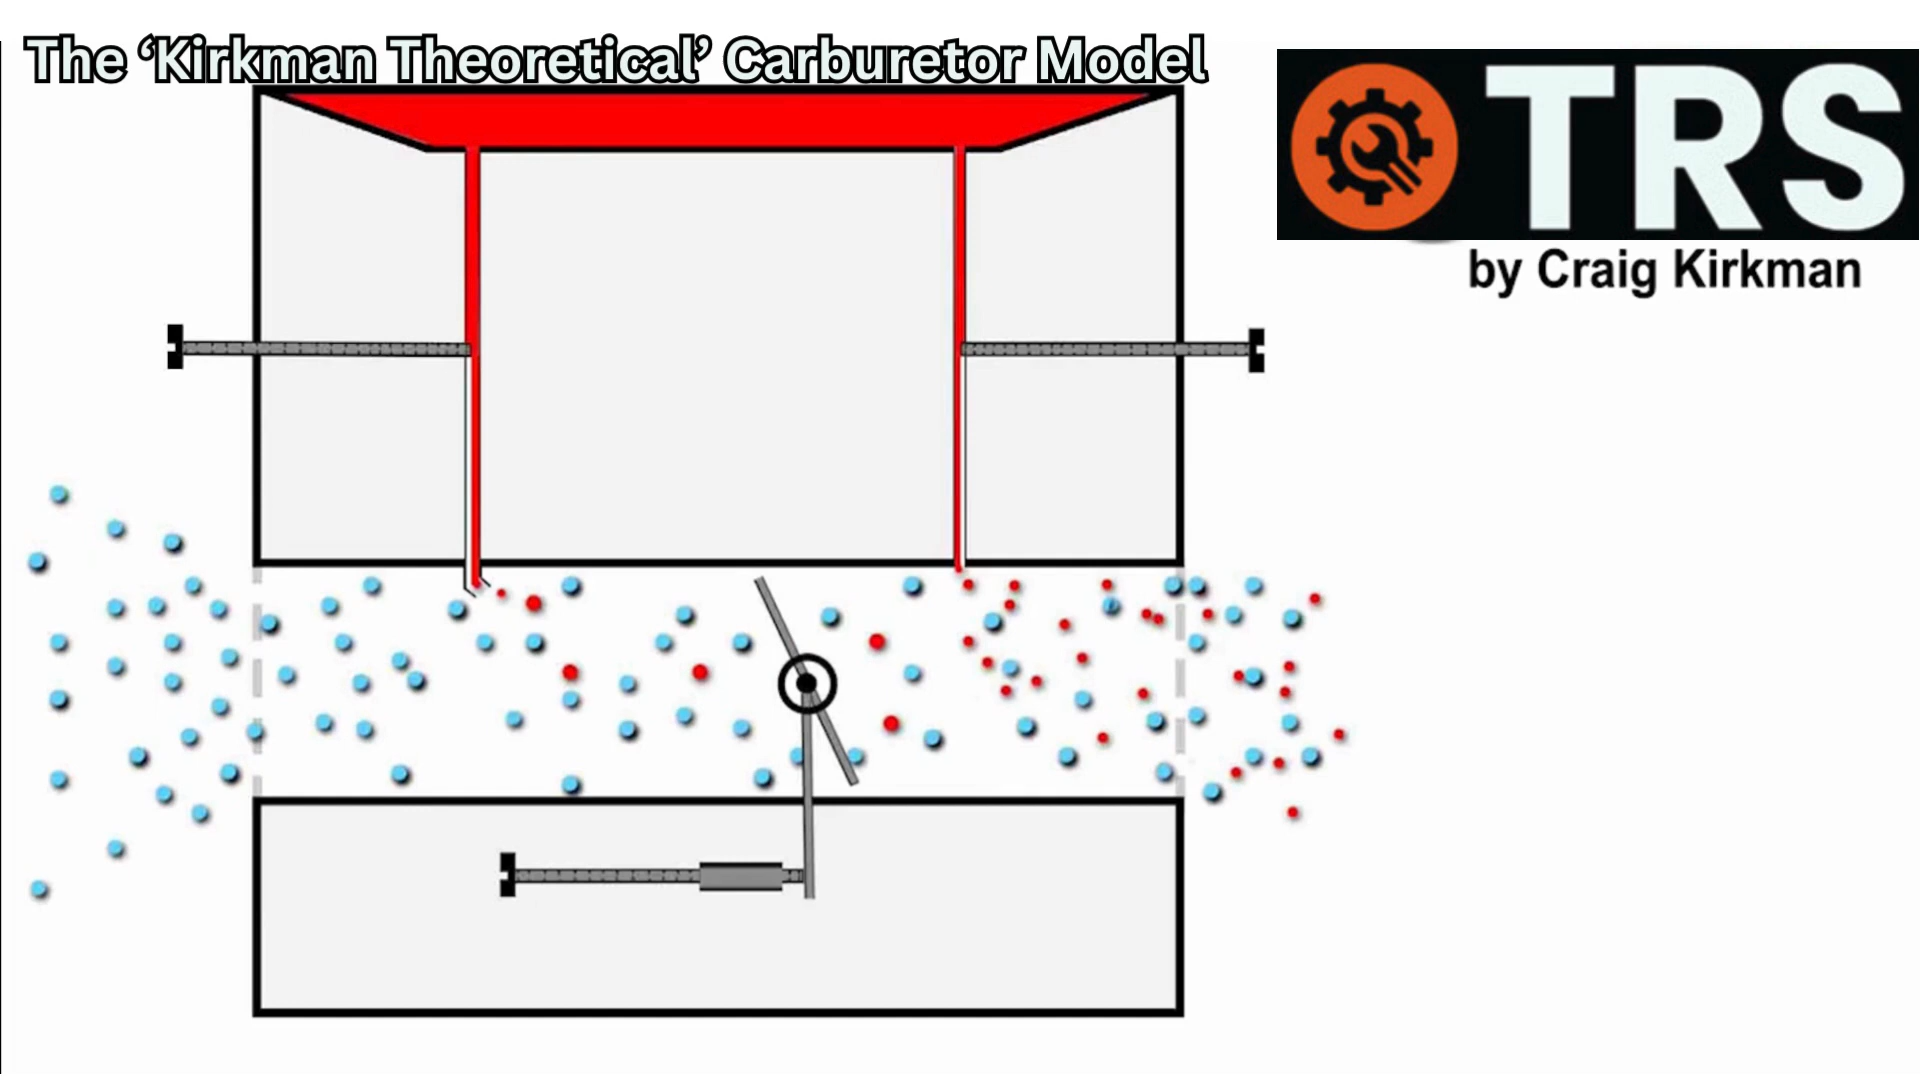 The ‘Kirkman Theoretical’ Carburetor Model
TRS
by Craig Kirkman